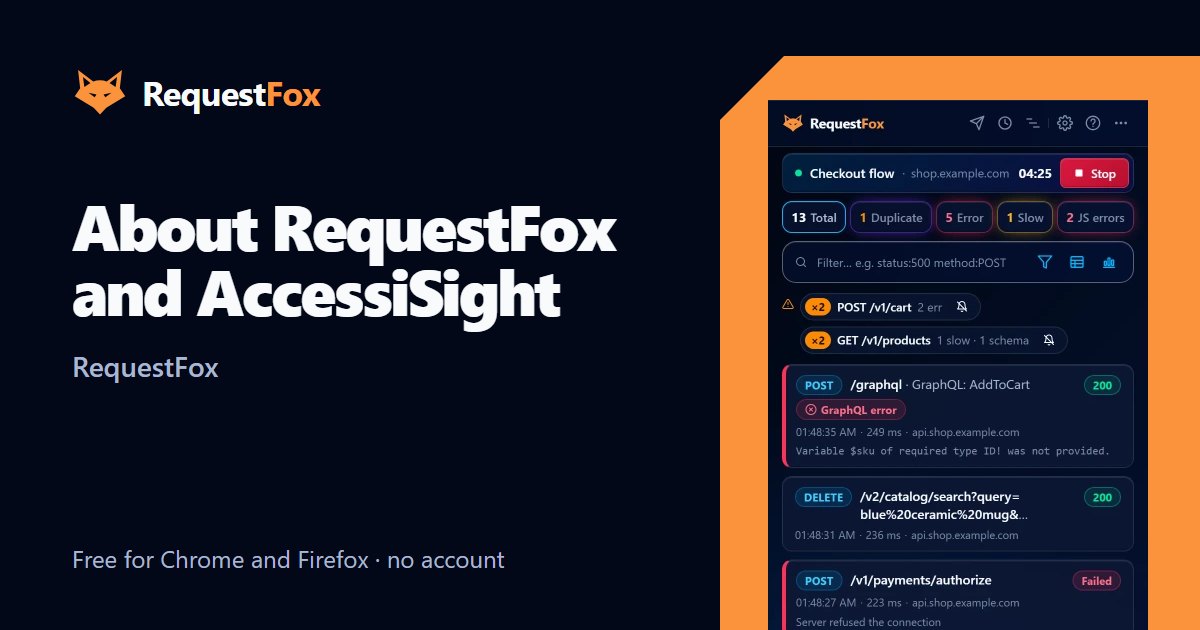 RequestFox
About RequestFox
and AccessiSight
RequestFox
Free for Chrome and Firefox · no account
RequestFox
Checkout flow · shop.example.com 04:25 Stop
13 Total 1 Duplicate 5 Error 1 Slow 2 JS errors
Filter... e.g. status:500 method:POST
×2 POST /v1/cart 2 err
×2 GET /v1/products 1 slow · 1 schema
POST /graphql · GraphQL: AddToCart 200
GraphQL error
01:48:35 AM · 249 ms · api.shop.example.com
Variable $sku of required type ID! was not provided.
DELETE /v2/catalog/search?query= 200
blue%20ceramic%20mug&...
01:48:31 AM · 236 ms · api.shop.example.com
POST /v1/payments/authorize Failed
01:48:27 AM · 223 ms · api.shop.example.com
Server refused the connection